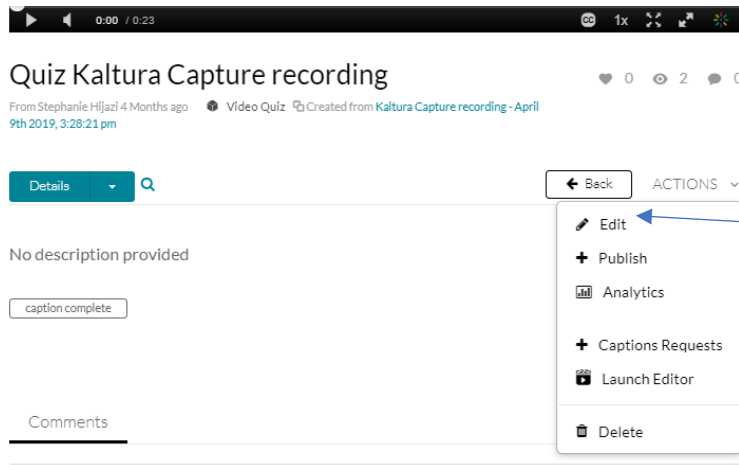 0:00 / 0:23
CC 1x
Quiz Kaltura Capture recording
0 2 0
From Stephanie Hijazi 4 Months ago Video Quiz Created from Kaltura Capture recording - April
9th 2019, 3:28:21 pm
Details
Back ACTIONS
Edit
No description provided
Publish
Analytics
caption complete
Captions Requests
Launch Editor
Comments
Delete